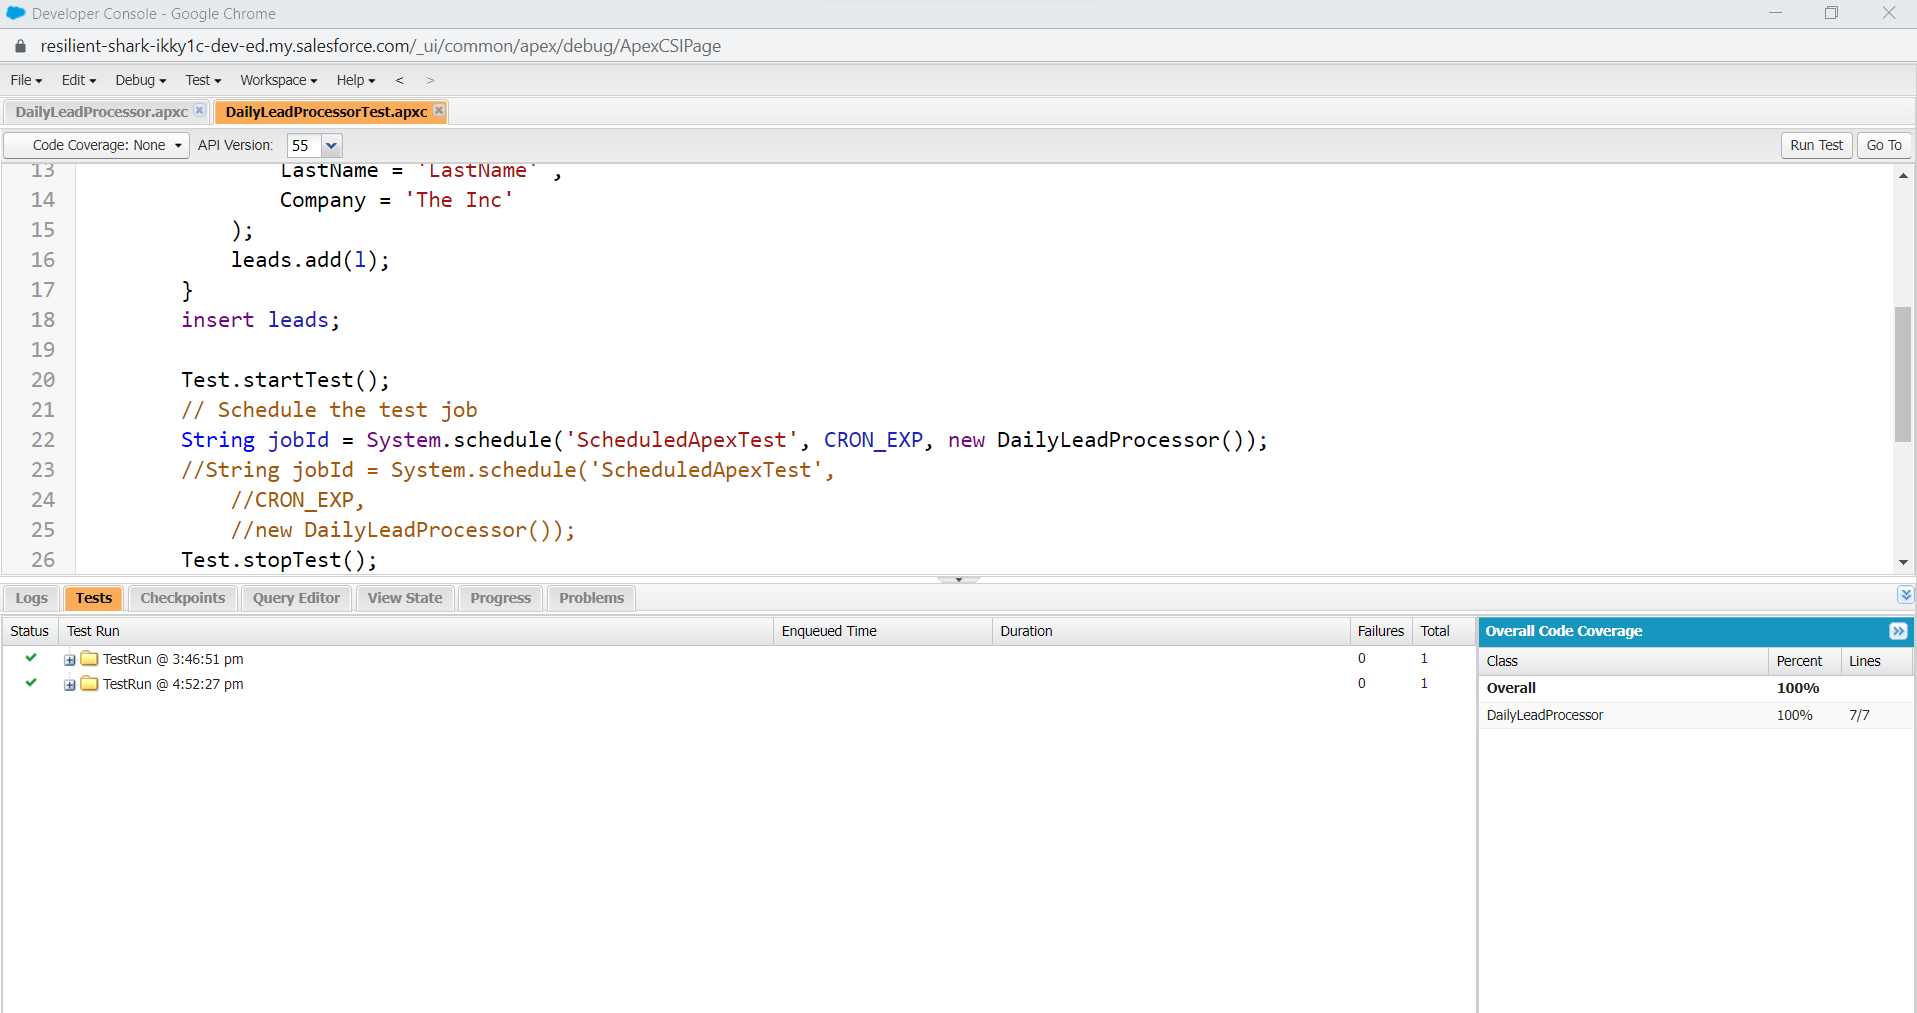 Developer Console - Google Chrome
resilient-shark-ikky1c-dev-ed.my.salesforce.com/_ui/common/apex/debug/ApexCSIPage
File Edit Debug Test Workspace Help < >
DailyLeadProcessor.apxc DailyLeadProcessorTest.apxc
Code Coverage: None API Version: 55 Run Test Go To
13 LastName = 'LastName' ,
14 Company = 'The Inc'
15 );
16 leads.add(l);
17 }
18 insert leads;
19
20 Test.startTest();
21 // Schedule the test job
22 String jobId = System.schedule('ScheduledApexTest', CRON_EXP, new DailyLeadProcessor());
23 //String jobId = System.schedule('ScheduledApexTest',
24 //CRON_EXP,
25 //new DailyLeadProcessor());
26 Test.stopTest();
Logs Tests Checkpoints Query Editor View State Progress Problems
Status Test Run Enqueued Time Duration Failures Total
TestRun @ 3:46:51 pm 0 1
TestRun @ 4:52:27 pm 0 1
Overall Code Coverage
Class Percent Lines
Overall 100%
DailyLeadProcessor 100% 7/7